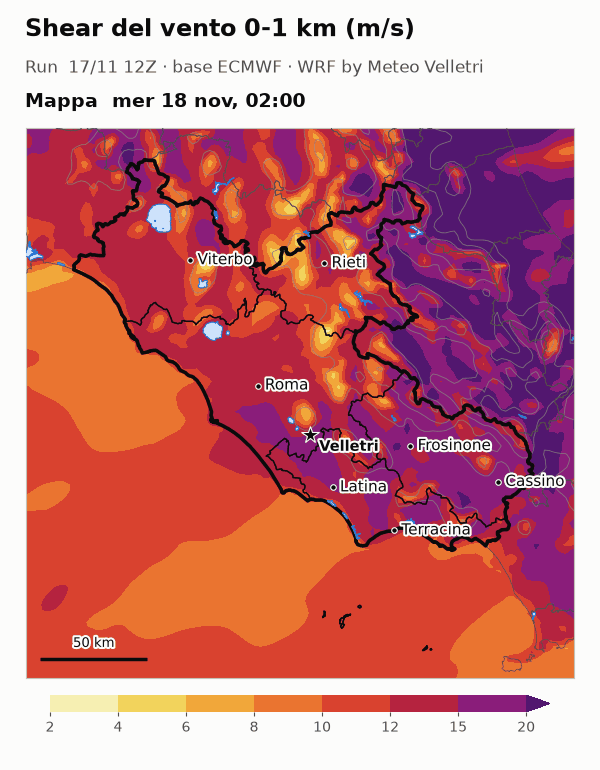 Shear del vento 0-1 km (m/s)
Run  17/11 12Z · base ECMWF · WRF by Meteo Velletri
Mappa  mer 18 nov, 02:00
Viterbo
Rieti
Roma
Velletri
Frosinone
Latina
Cassino
Terracina
50 km
2 4 6 8 10 12 15 20